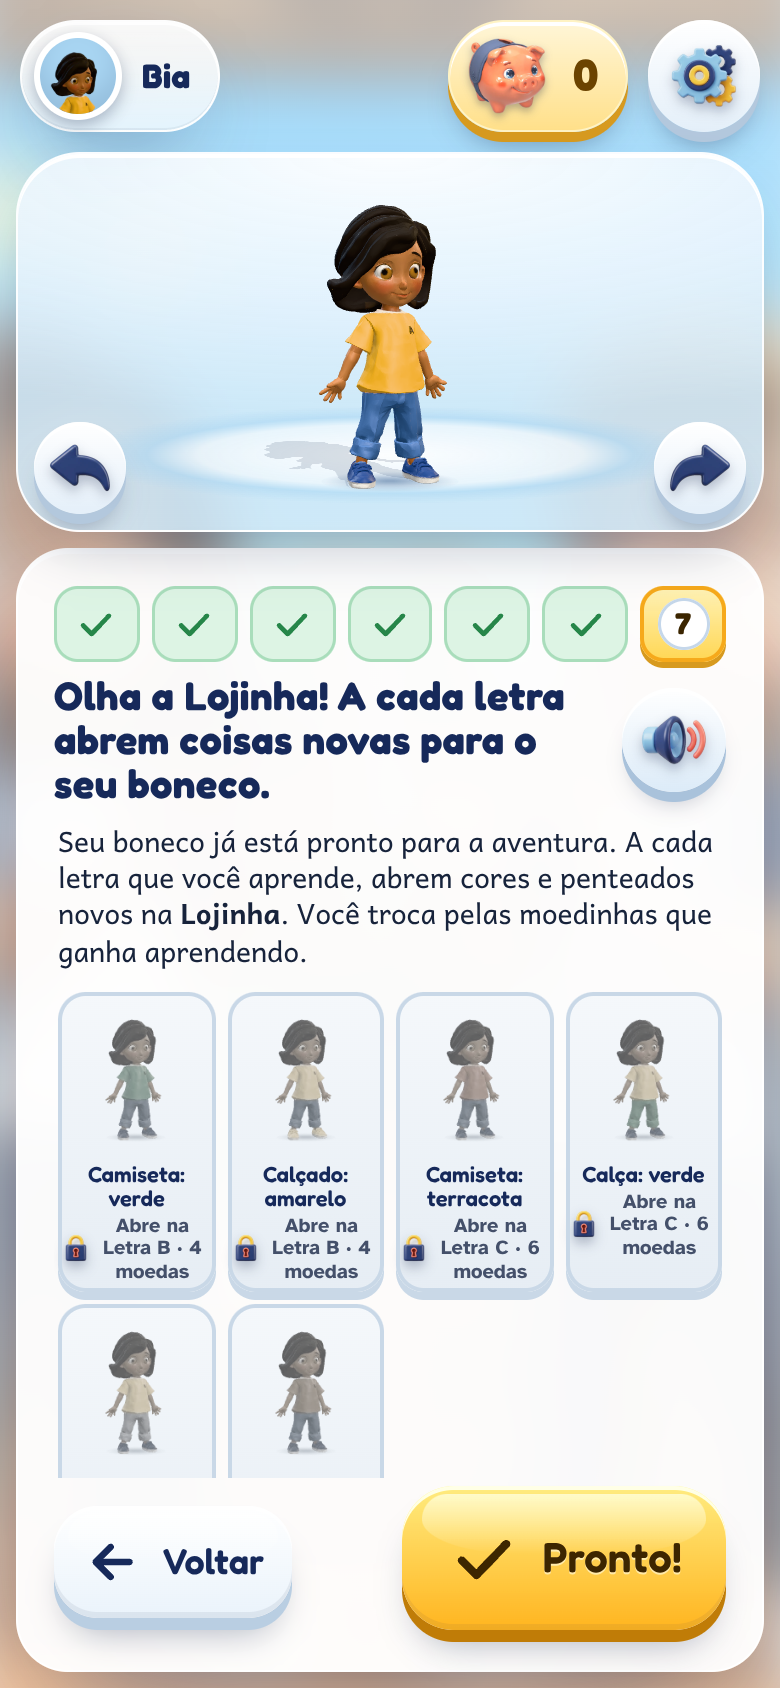 Bia
0
7
Olha a Lojinha! A cada letra
abrem coisas novas para o
seu boneco.
Seu boneco já está pronto para a aventura. A cada
letra que você aprende, abrem cores e penteados
novos na Lojinha. Você troca pelas moedinhas que
ganha aprendendo.
Camiseta:
verde
Abre na
Letra B · 4
moedas
Calçado:
amarelo
Abre na
Letra B · 4
moedas
Camiseta:
terracota
Abre na
Letra C · 6
moedas
Calça: verde
Abre na
Letra C · 6
moedas
Voltar
Pronto!